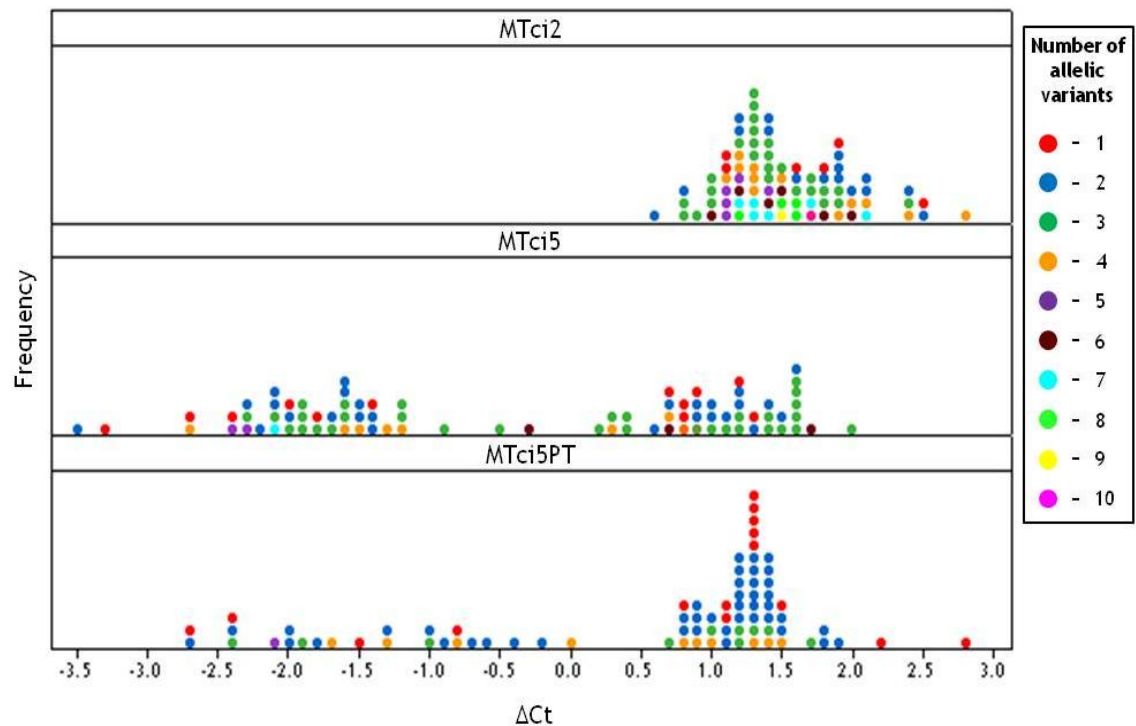 MTci2
MTci5
MTci5PT
Frequency
-3.5 -3.0 -2.5 -2.0 -1.5 -1.0 -0.5 0.0 0.5 1.0 1.5 2.0 2.5 3.0
ΔCt
Number of
allelic
variants
- 1
- 2
- 3
- 4
- 5
- 6
- 7
- 8
- 9
- 10